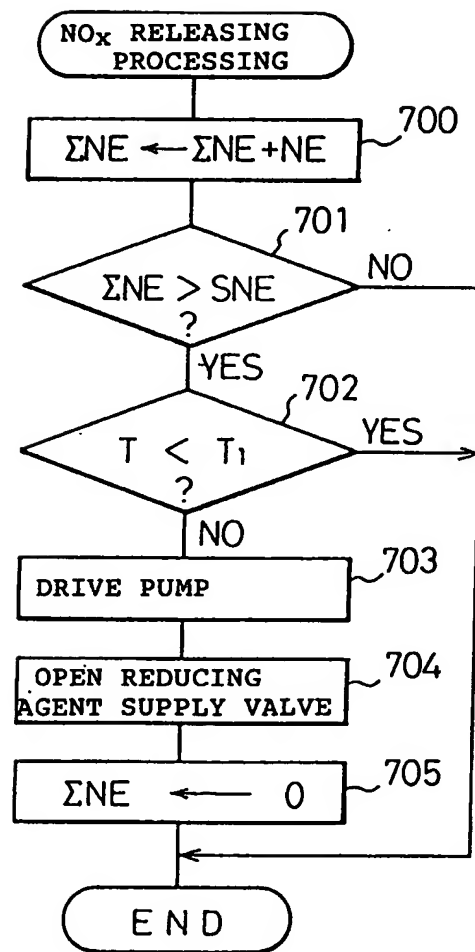 NOx RELEASING
PROCESSING
700
ΣNE ← ΣNE+NE
701
ΣNE > SNE
?
NO
YES
702
T < T1
?
YES
NO
703
DRIVE PUMP
704
OPEN REDUCING
AGENT SUPPLY VALVE
705
ΣNE ← 0
END